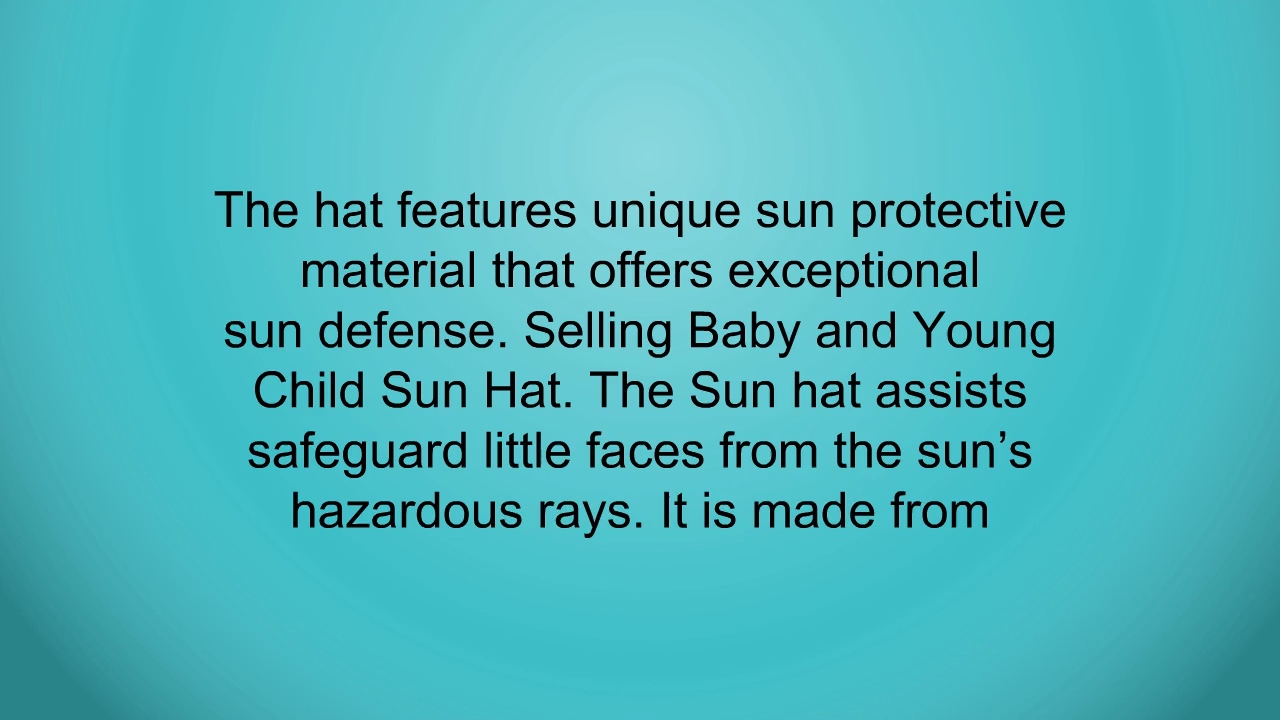 The hat features unique sun protective
material that offers exceptional
sun defense. Selling Baby and Young
Child Sun Hat. The Sun hat assists
safeguard little faces from the sun’s
hazardous rays. It is made from